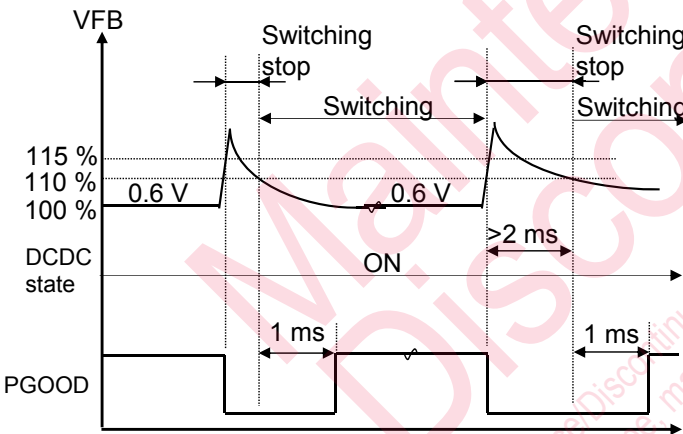 VFB
Switching
stop
Switching
stop
Switching
Switching
115 %
110 %
100 %
0.6 V
0.6 V
>2 ms
DCDC
state
ON
1 ms
1 ms
PGOOD